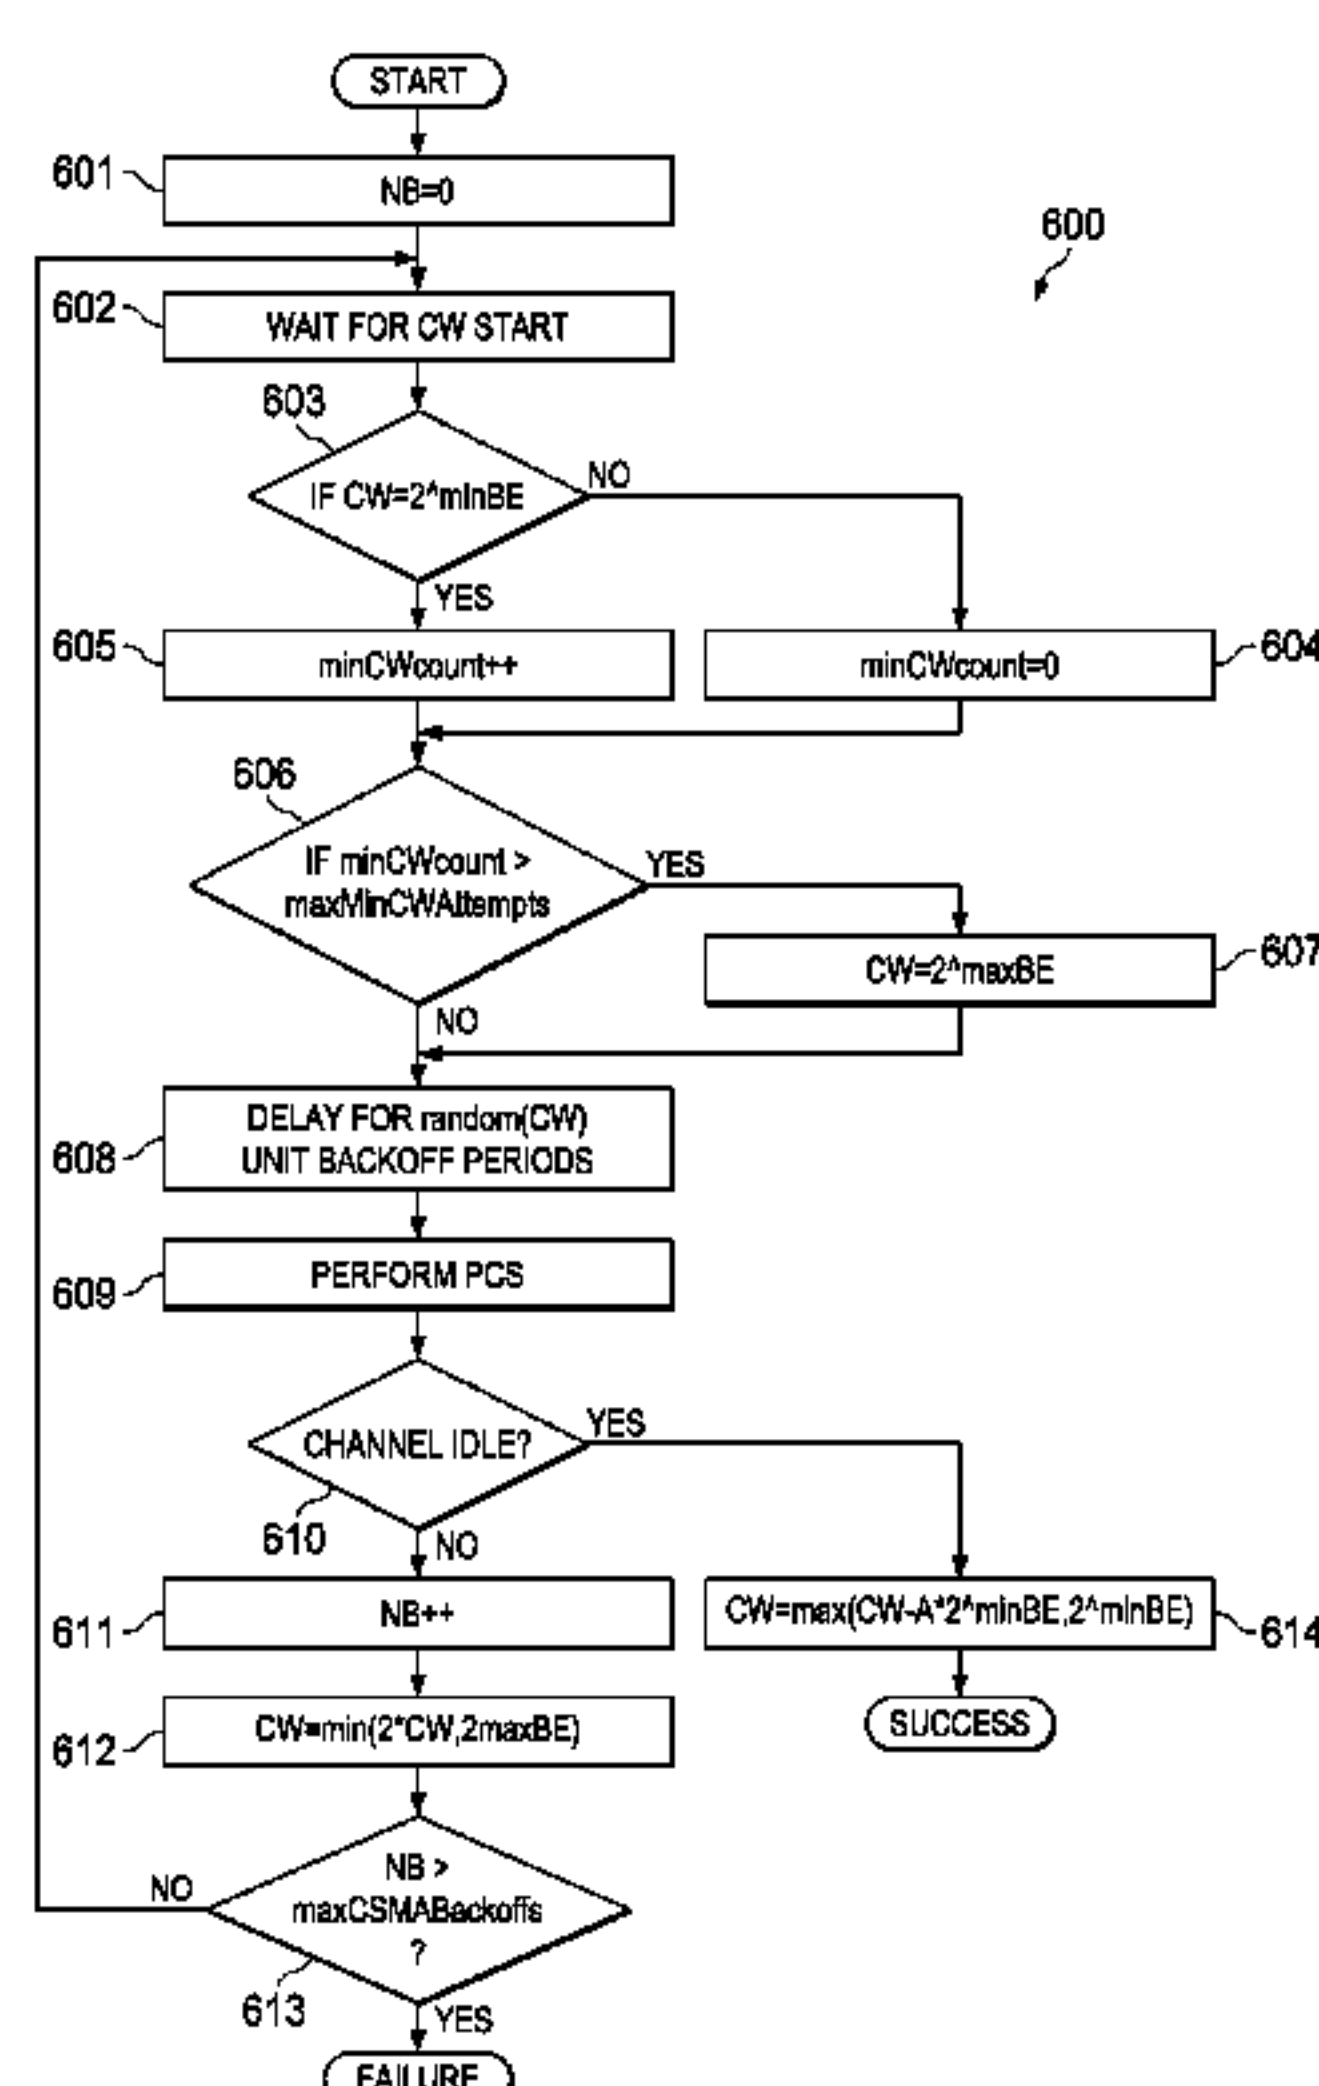 START
601
NB=0
600
602
WAIT FOR CW START
603
IF CW=2^minBE
NO
YES
605
minCWcount++
minCWcount=0
604
606
IF minCWcount >
maxMinCWAttempts
YES
CW=2^maxBE
607
NO
DELAY FOR random(CW)
UNIT BACKOFF PERIODS
608
PERFORM PCS
609
CHANNEL IDLE?
YES
610
NO
NB++
611
CW=max(CW-A*2^minBE,2^minBE)
614
CW=min(2*CW,2maxBE)
612
SUCCESS
NB >
maxCSMABackoffs
?
NO
613
YES
FAILURE